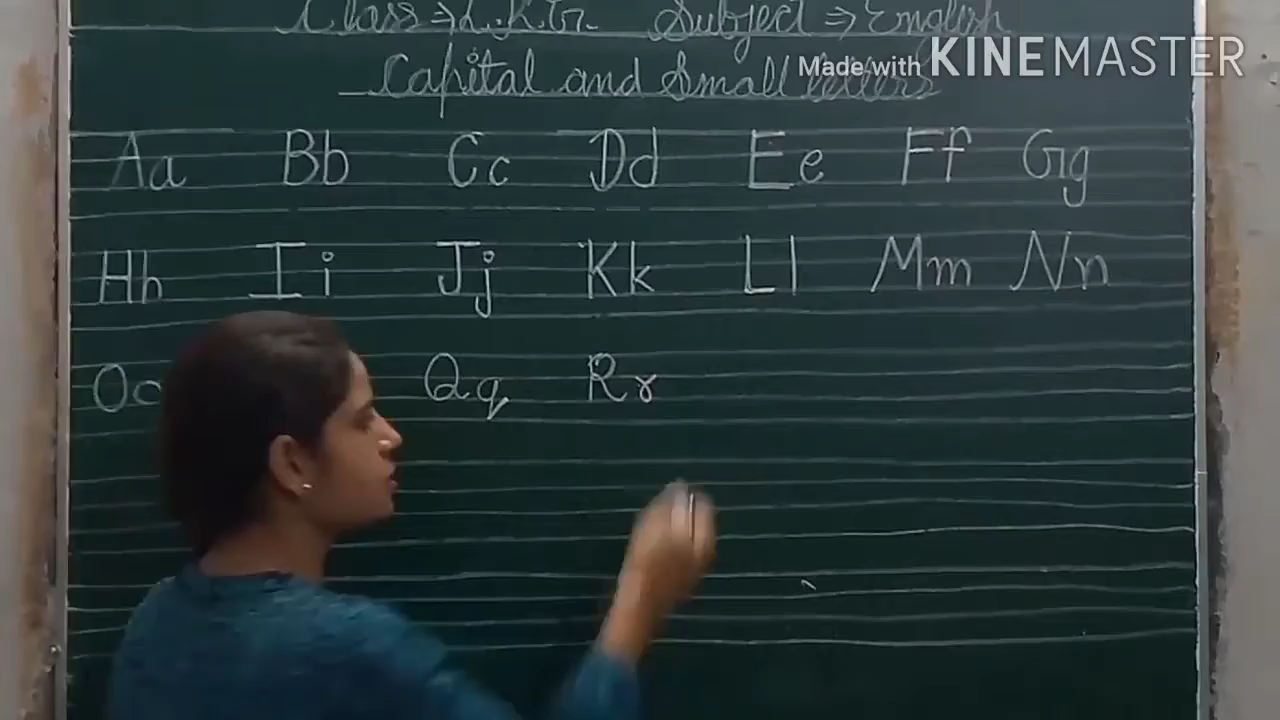 Class ⇒ L.K.G. Subject ⇒ English
Made with KINEMASTER
Capital and Small letters
Aa Bb Cc Dd Ee Ff Gg
Hh Ii Jj Kk Ll Mm Nn
Oo Qq Rr